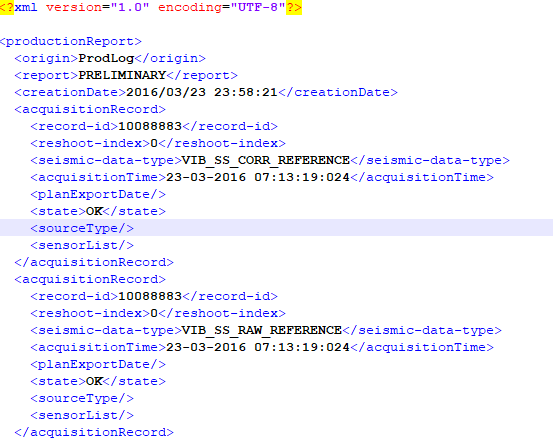 <?xml version="1.0" encoding="UTF-8"?>
<productionReport>
<origin>ProdLog</origin>
<report>PRELIMINARY</report>
<creationDate>2016/03/23 23:58:21</creationDate>
<acquisitionRecord>
<record-id>10088883</record-id>
<reshoot-index>0</reshoot-index>
<seismic-data-type>VIB_SS_CORR_REFERENCE</seismic-data-type>
<acquisitionTime>23-03-2016 07:13:19:024</acquisitionTime>
<planExportDate/>
<state>OK</state>
<sourceType/>
<sensorList/>
</acquisitionRecord>
<acquisitionRecord>
<record-id>10088883</record-id>
<reshoot-index>0</reshoot-index>
<seismic-data-type>VIB_SS_RAW_REFERENCE</seismic-data-type>
<acquisitionTime>23-03-2016 07:13:19:024</acquisitionTime>
<planExportDate/>
<state>OK</state>
<sourceType/>
<sensorList/>
</acquisitionRecord>